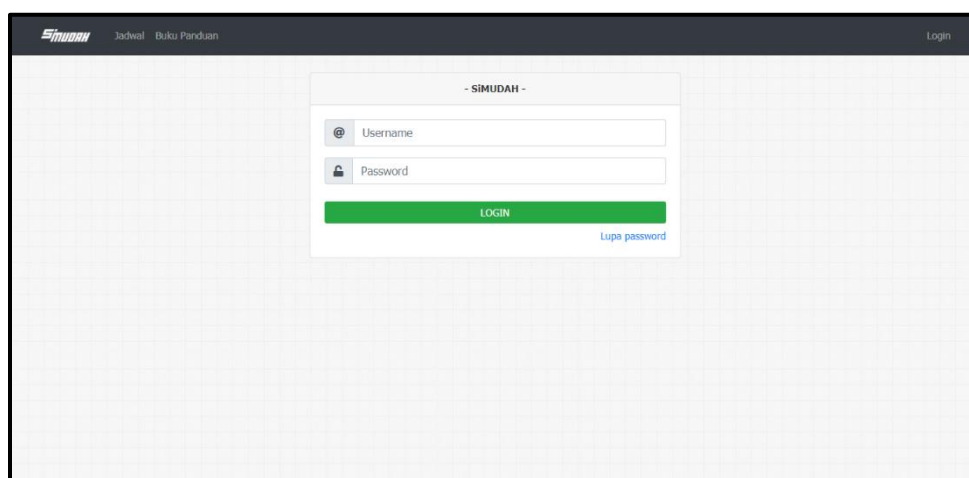 SiMUDAH Jadwal Buku Panduan Login
- SiMUDAH -
@ Username
Password
LOGIN
Lupa password